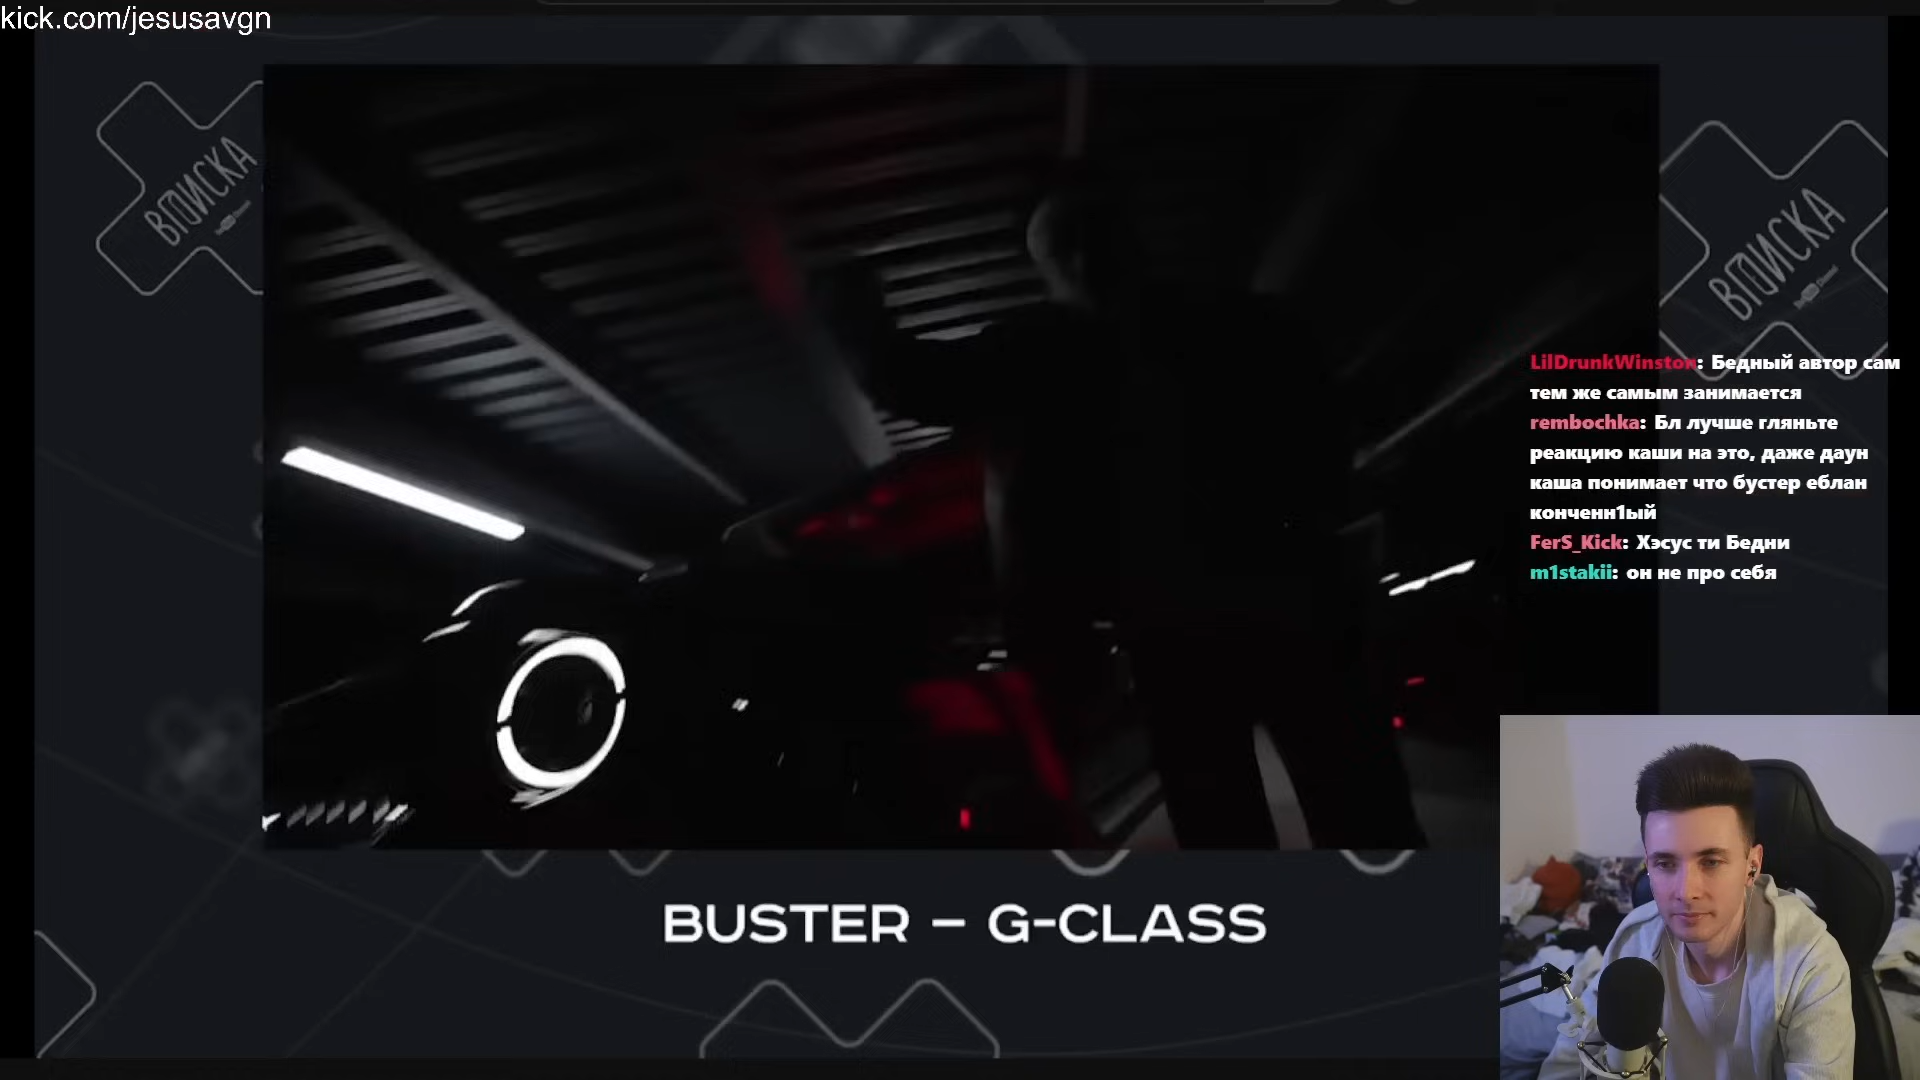 kick.com/jesusavgn
ВПИСКА
ВПИСКА
LilDrunkWinston: Бедный автор сам
тем же самым занимается
rembochka: Бл лучше гляньте
реакцию каши на это, даже даун
каша понимает что бустер еблан
конченн1ый
FerS_Kick: Хэсус ти Бедни
m1stakii: он не про себя
BUSTER – G-CLASS